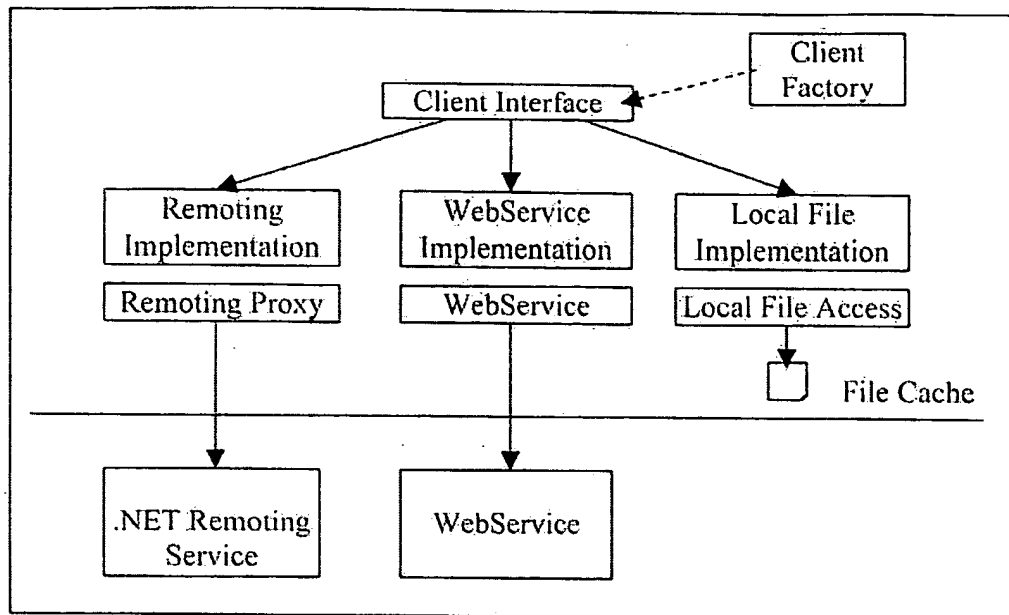 Client
Factory
Client Interface
Remoting
Implementation
WebService
Implementation
Local File
Implementation
Remoting Proxy
WebService
Local File Access
File Cache
.NET Remoting
Service
WebService